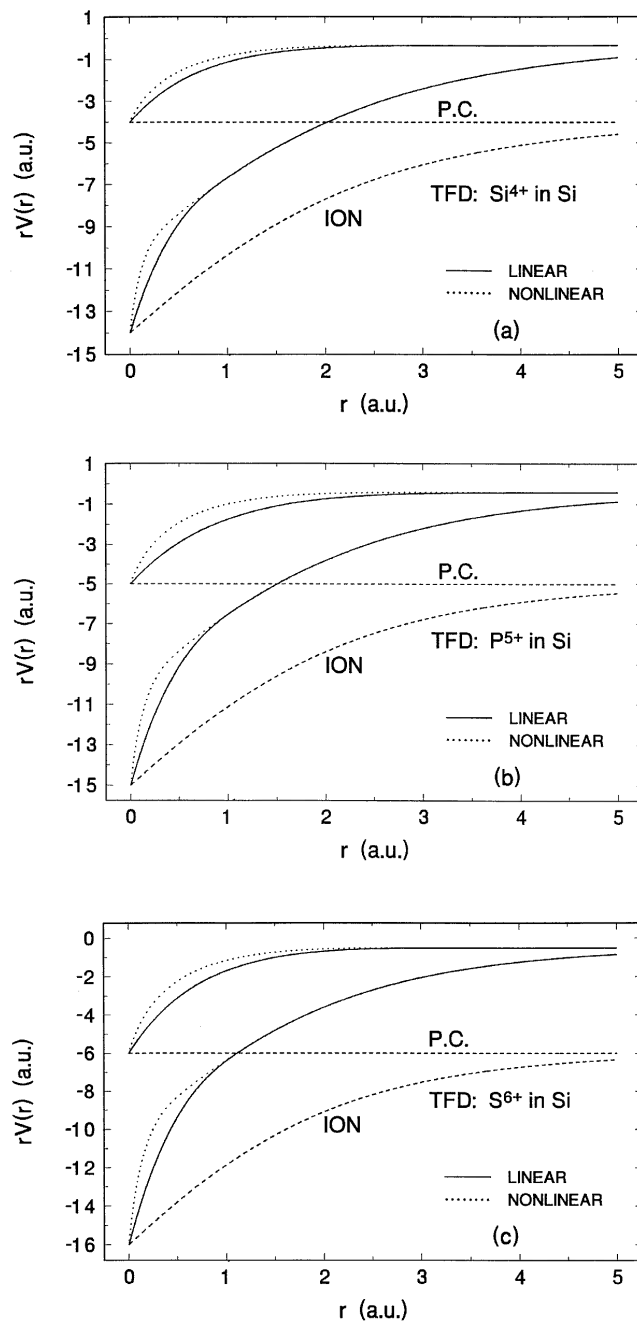 1
-1
-3
-5
-7
-9
-11
-13
-15
rV(r) (a.u.)
P.C.
TFD: Si⁴⁺ in Si
ION
LINEAR
NONLINEAR
(a)
0 1 2 3 4 5
r (a.u.)
1
-1
-3
-5
-7
-9
-11
-13
-15
rV(r) (a.u.)
P.C.
TFD: P⁵⁺ in Si
ION
LINEAR
NONLINEAR
(b)
0 1 2 3 4 5
r (a.u.)
0
-2
-4
-6
-8
-10
-12
-14
-16
rV(r) (a.u.)
P.C.
TFD: S⁶⁺ in Si
ION
LINEAR
NONLINEAR
(c)
0 1 2 3 4 5
r (a.u.)